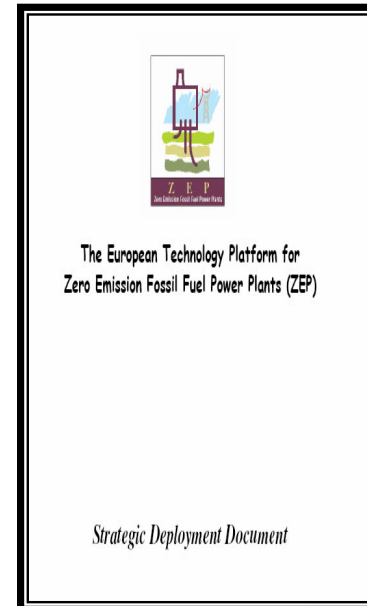 Z E P
Zero Emission Fossil Fuel Power Plants
The European Technology Platform for
Zero Emission Fossil Fuel Power Plants (ZEP)
Strategic Deployment Document